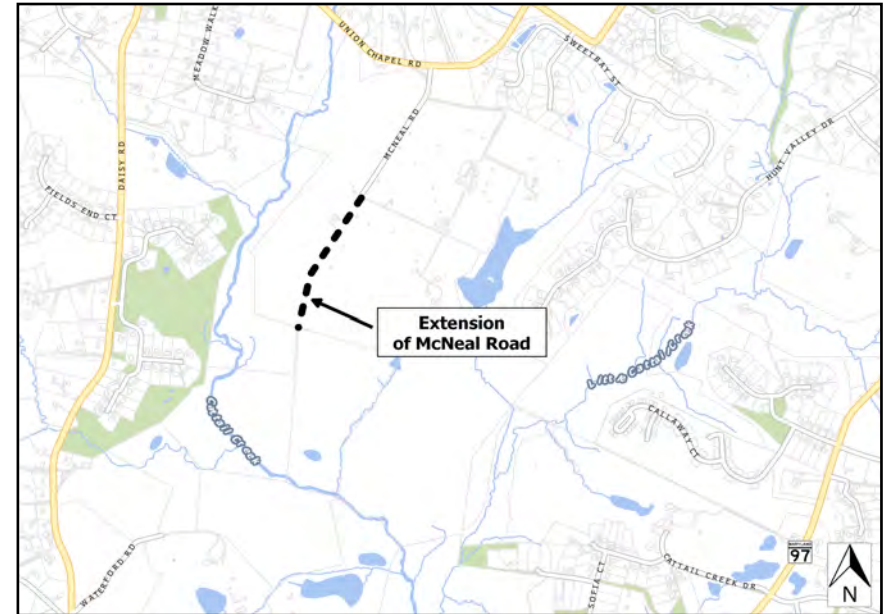 MEADOW WALK
UNION CHAPEL RD
SWEETBAY ST
MCNEAL RD
HUNT VALLEY DR
DAISY RD
FIELDS END CT
Extension
of McNeal Road
Little Cattail Creek
Cattail Creek
CALLAWAY CT
MARYLAND
97
WATERFORD RD
SOFIA CT
CATTAIL CREEK DR
N